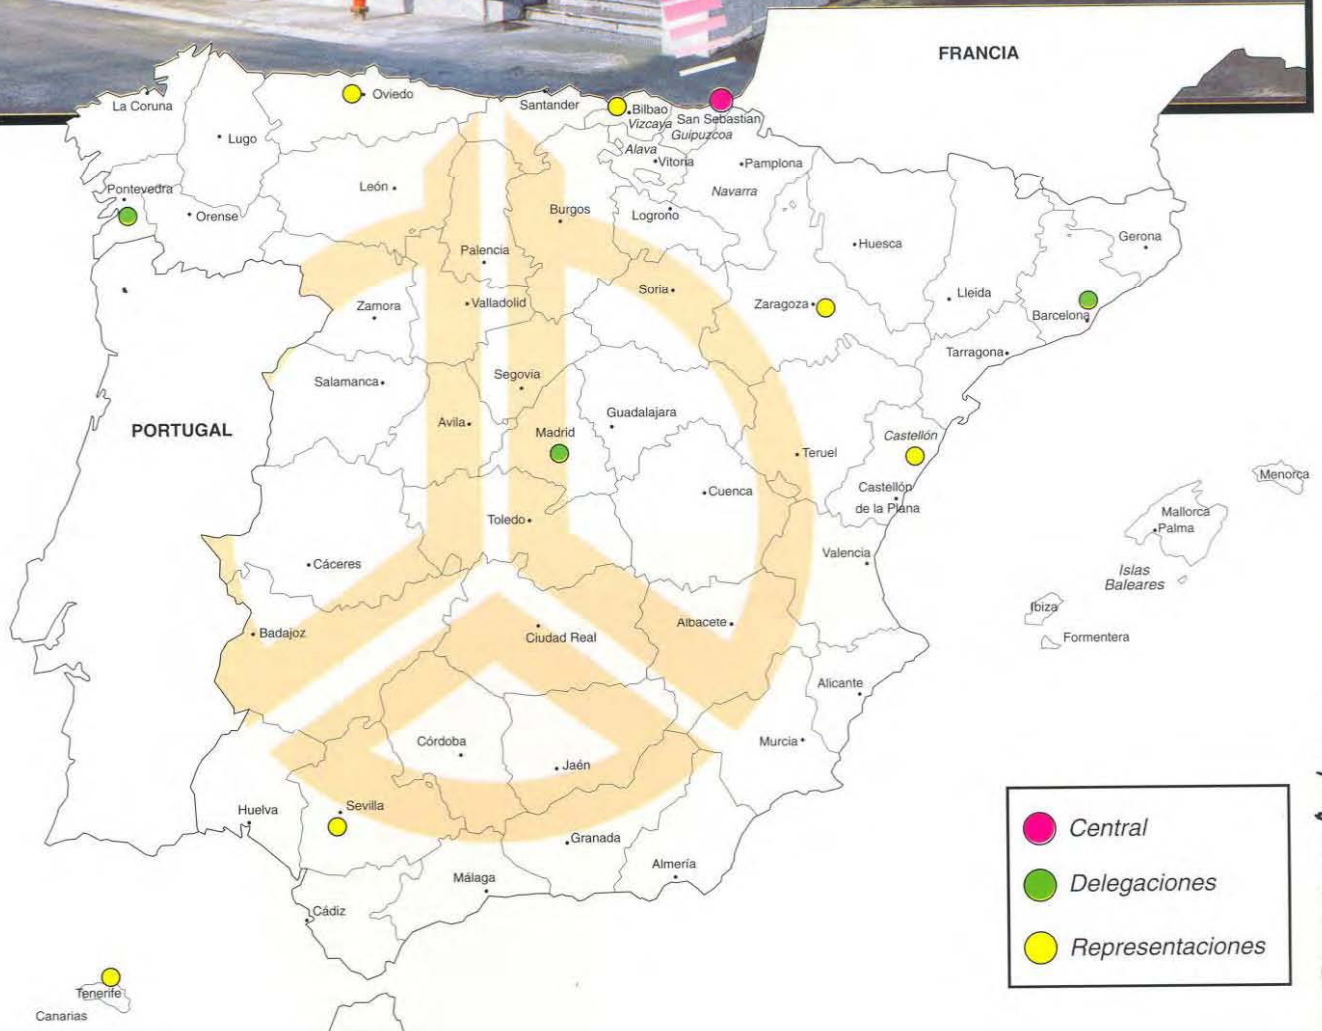 FRANCIA
La Coruna
Oviedo
Santander
Bilbao
Vizcaya
San Sebastian
Guipuzcoa
Lugo
Alava
Vitoria
Pamplona
Navarra
Pontevedra
Orense
León
Burgos
Logrono
Huesca
Gerona
Palencia
Zamora
Valladolid
Soria
Zaragoza
Lleida
Barcelona
Tarragona
Salamanca
Segovia
Avila
Guadalajara
Madrid
PORTUGAL
Teruel
Castellón
Castellón
de la Plana
Cuenca
Toledo
Menorca
Mallorca
Palma
Islas
Baleares
Ibiza
Formentera
Cáceres
Valencia
Badajoz
Ciudad Real
Albacete
Alicante
Murcia
Córdoba
Jaén
Huelva
Sevilla
Granada
Almería
Málaga
Cádiz
Tenerife
Canarias
Central
Delegaciones
Representaciones